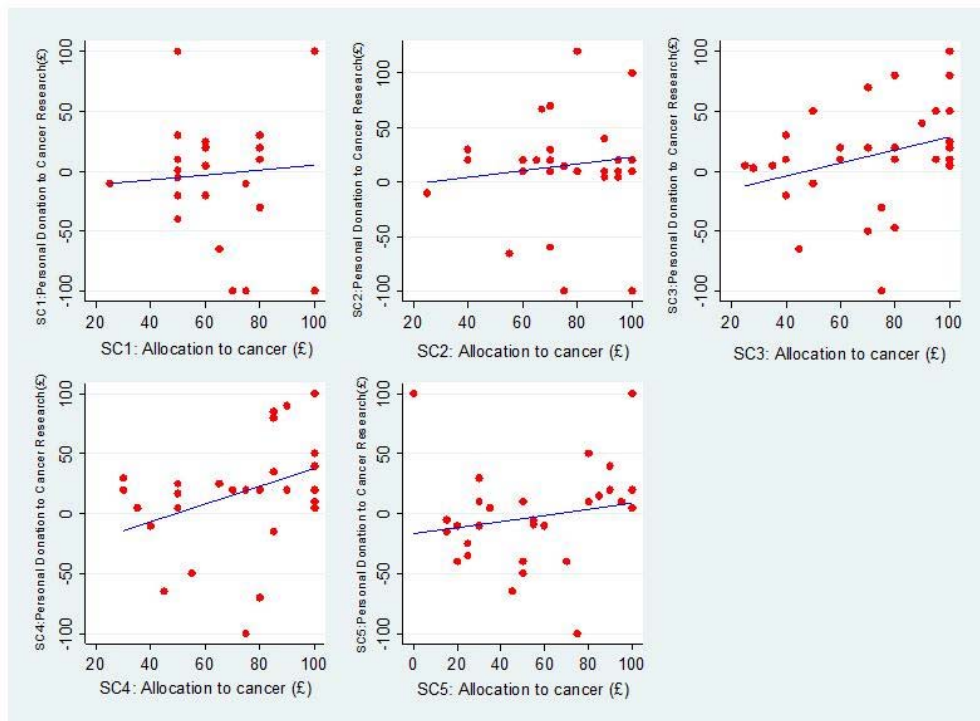 SC1:Personal Donation to Cancer Research(£)
100
50
0
-50
-100
20 40 60 80 100
SC1: Allocation to cancer (£)
SC2:Personal Donation to Cancer Research(£)
100
50
0
-50
-100
20 40 60 80 100
SC2: Allocation to cancer (£)
SC3:Personal Donation to Cancer Research(£)
100
50
0
-50
-100
20 40 60 80 100
SC3: Allocation to cancer (£)
SC4:Personal Donation to Cancer Research(£)
100
50
0
-50
-100
20 40 60 80 100
SC4: Allocation to cancer (£)
SC5:Personal Donation to Cancer Research(£)
100
50
0
-50
-100
0 20 40 60 80 100
SC5: Allocation to cancer (£)